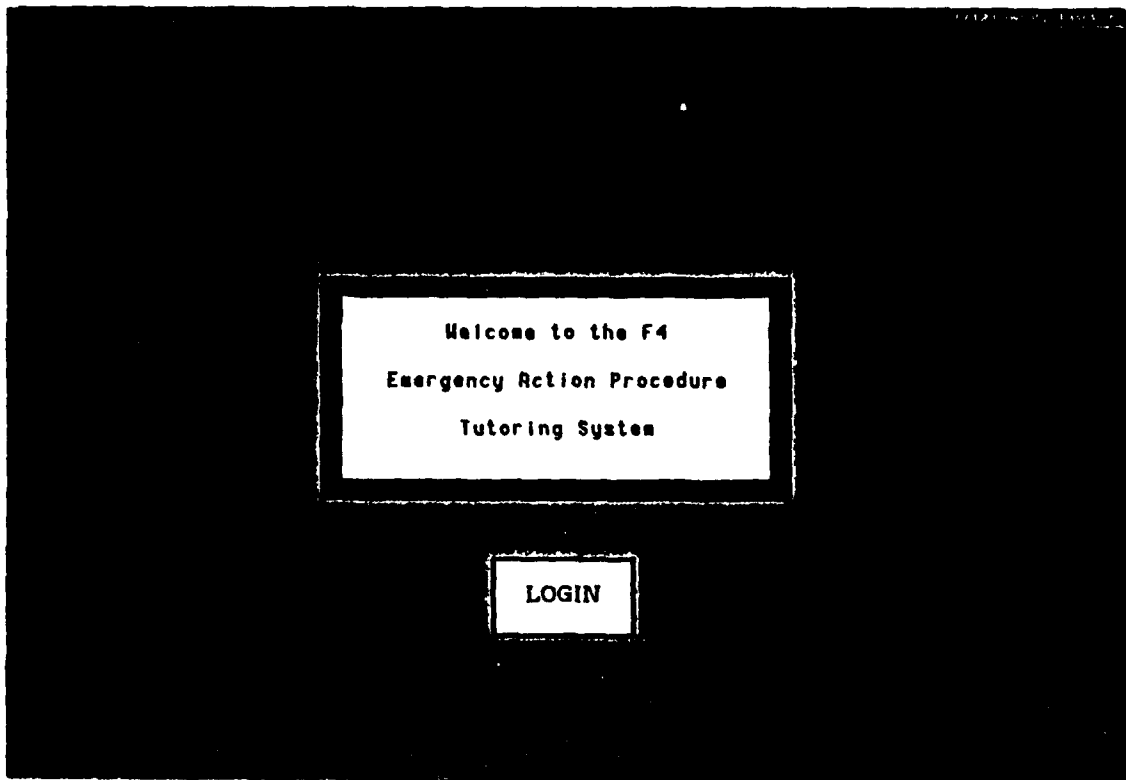 Welcome to the F4
Emergency Action Procedure
Tutoring System
LOGIN